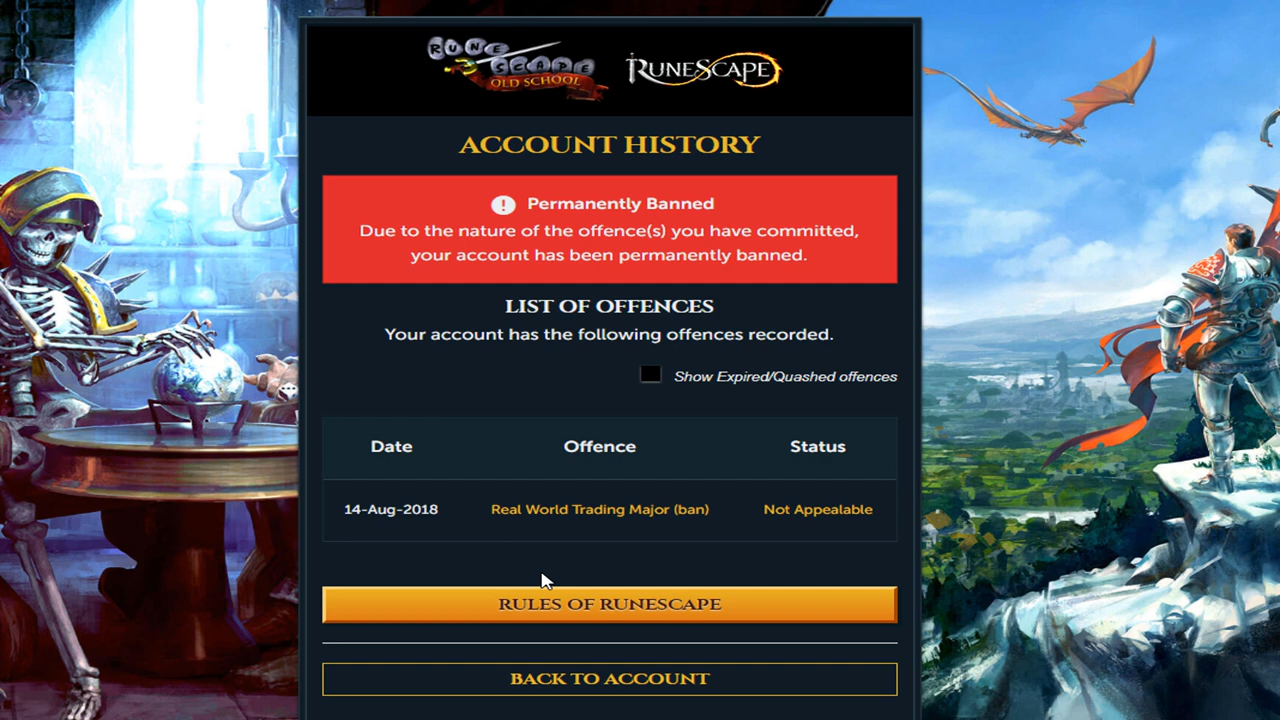 RUNE
SCAPE
OLD SCHOOL
RUNESCAPE
ACCOUNT HISTORY
! Permanently Banned
Due to the nature of the offence(s) you have committed,
your account has been permanently banned.
LIST OF OFFENCES
Your account has the following offences recorded.
Show Expired/Quashed offences
Date Offence Status
14-Aug-2018 Real World Trading Major (ban) Not Appealable
RULES OF RUNESCAPE
BACK TO ACCOUNT